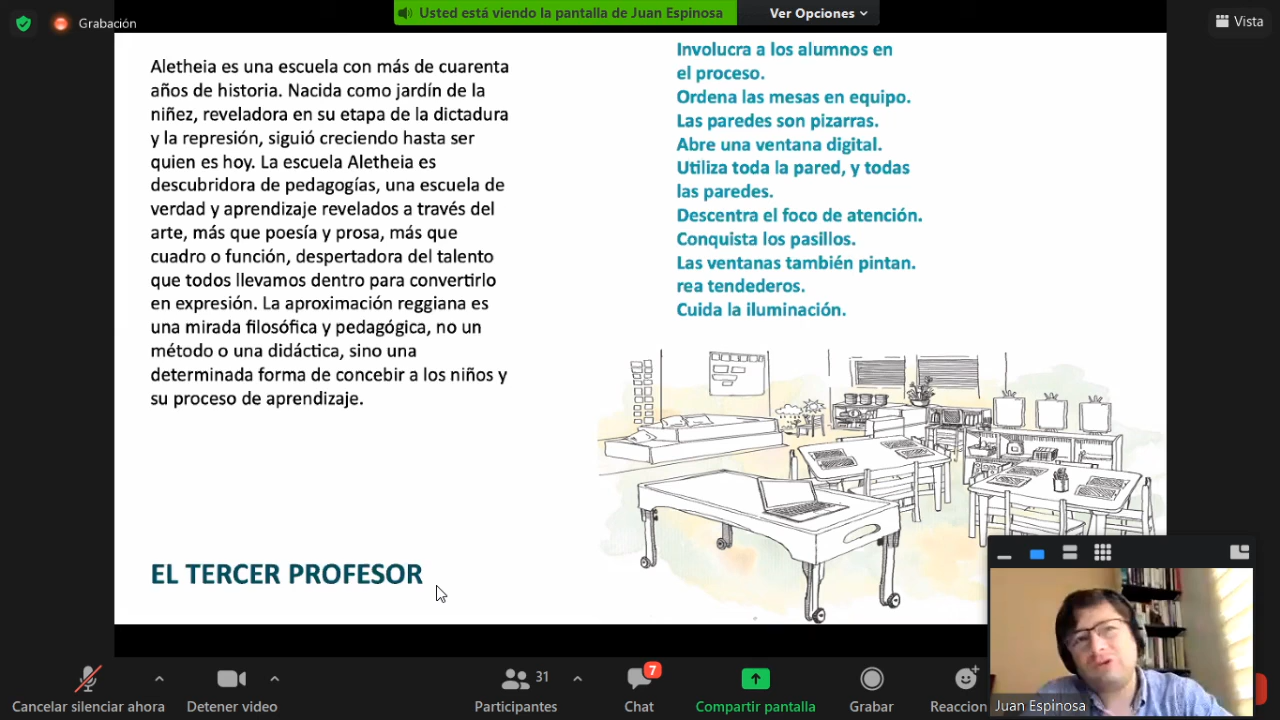 Grabación
Usted está viendo la pantalla de Juan Espinosa
Ver Opciones
Vista
Aletheia es una escuela con más de cuarenta
años de historia. Nacida como jardín de la
niñez, reveladora en su etapa de la dictadura
y la represión, siguió creciendo hasta ser
quien es hoy. La escuela Aletheia es
descubridora de pedagogías, una escuela de
verdad y aprendizaje revelados a través del
arte, más que poesía y prosa, más que
cuadro o función, despertadora del talento
que todos llevamos dentro para convertirlo
en expresión. La aproximación reggiana es
una mirada filosófica y pedagógica, no un
método o una didáctica, sino una
determinada forma de concebir a los niños y
su proceso de aprendizaje.
EL TERCER PROFESOR
Involucra a los alumnos en
el proceso.
Ordena las mesas en equipo.
Las paredes son pizarras.
Abre una ventana digital.
Utiliza toda la pared, y todas
las paredes.
Descentra el foco de atención.
Conquista los pasillos.
Las ventanas también pintan.
rea tendederos.
Cuida la iluminación.
Juan Espinosa
Cancelar silenciar ahora
Detener video
Participantes
31
Chat
7
Compartir pantalla
Grabar
Reaccion